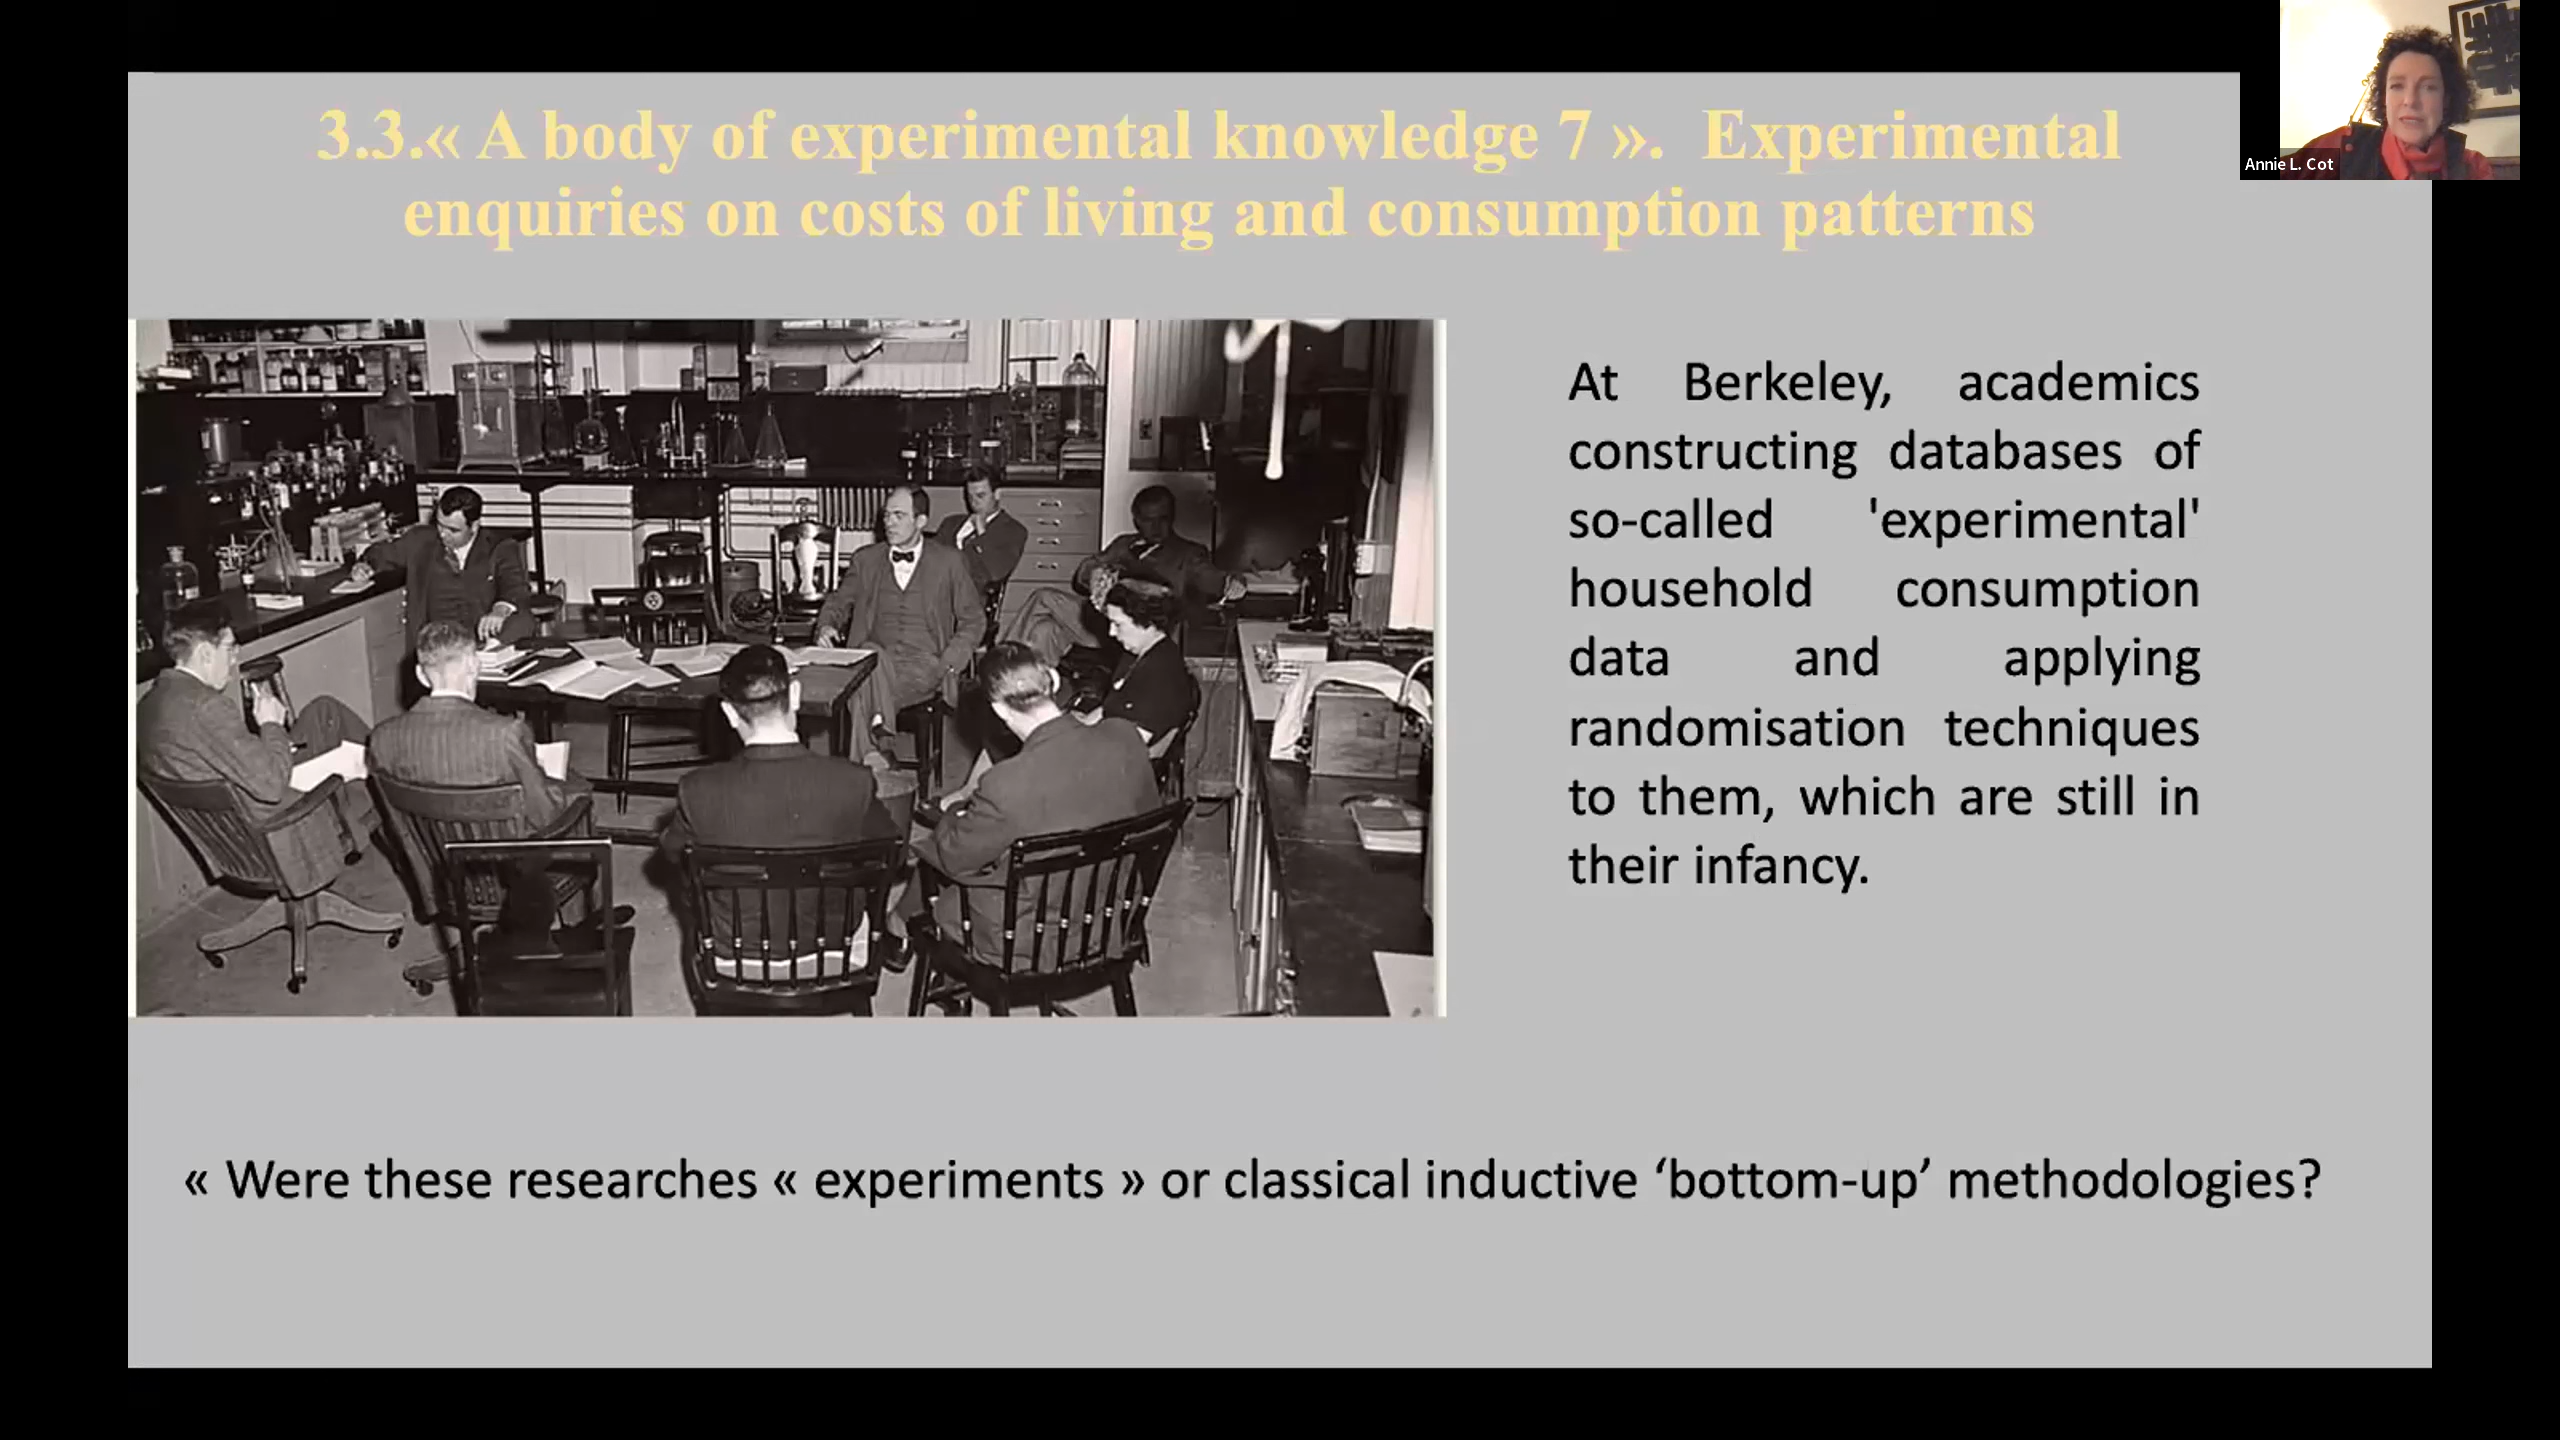 3.3.« A body of experimental knowledge 7 ». Experimental
enquiries on costs of living and consumption patterns
Annie L. Cot
At Berkeley, academics
constructing databases of
so-called 'experimental'
household consumption
data and applying
randomisation techniques
to them, which are still in
their infancy.
« Were these researches « experiments » or classical inductive ‘bottom-up’ methodologies?